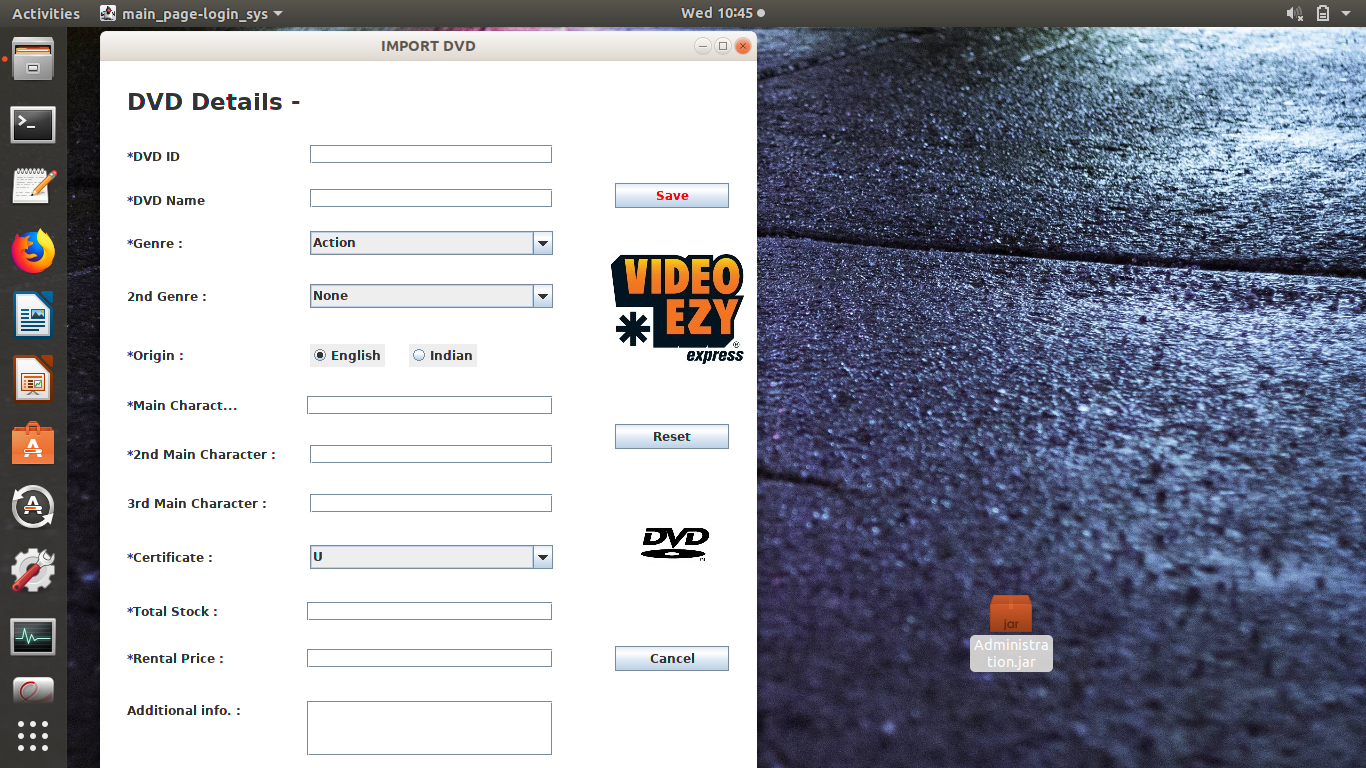 Activities main_page-login_sys Wed 10:45
IMPORT DVD
DVD Details -
*DVD ID
*DVD Name
Save
*Genre : Action
2nd Genre : None
VIDEO
EZY
express
*Origin : English Indian
*Main Charact...
Reset
*2nd Main Character :
3rd Main Character :
DVD
*Certificate : U
*Total Stock :
*Rental Price :
Cancel
Additional info. :
jar
Administra
tion.jar